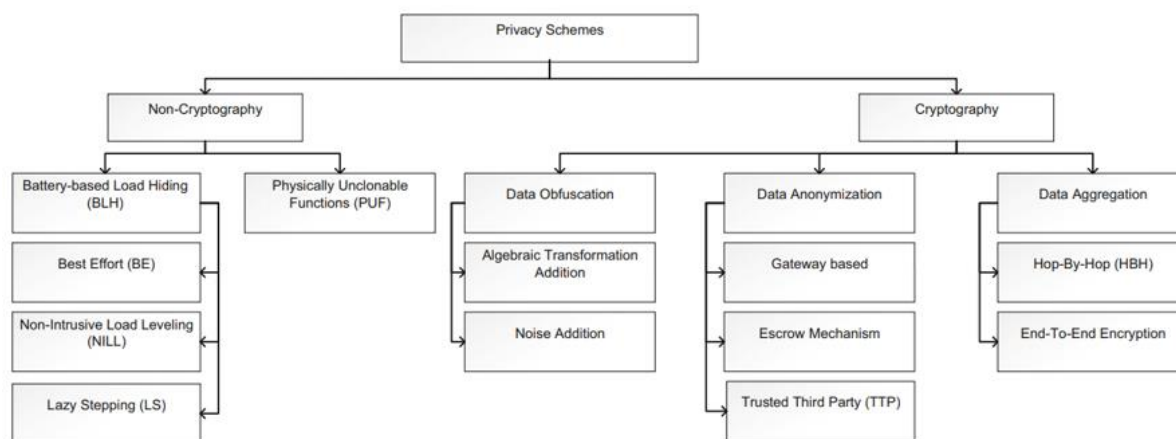 Privacy Schemes
Non-Cryptography
Cryptography
Battery-based Load Hiding
(BLH)
Physically Unclonable
Functions (PUF)
Data Obfuscation
Data Anonymization
Data Aggregation
Best Effort (BE)
Algebraic Transformation
Addition
Gateway based
Hop-By-Hop (HBH)
Non-Intrusive Load Leveling
(NILL)
Noise Addition
Escrow Mechanism
End-To-End Encryption
Lazy Stepping (LS)
Trusted Third Party (TTP)